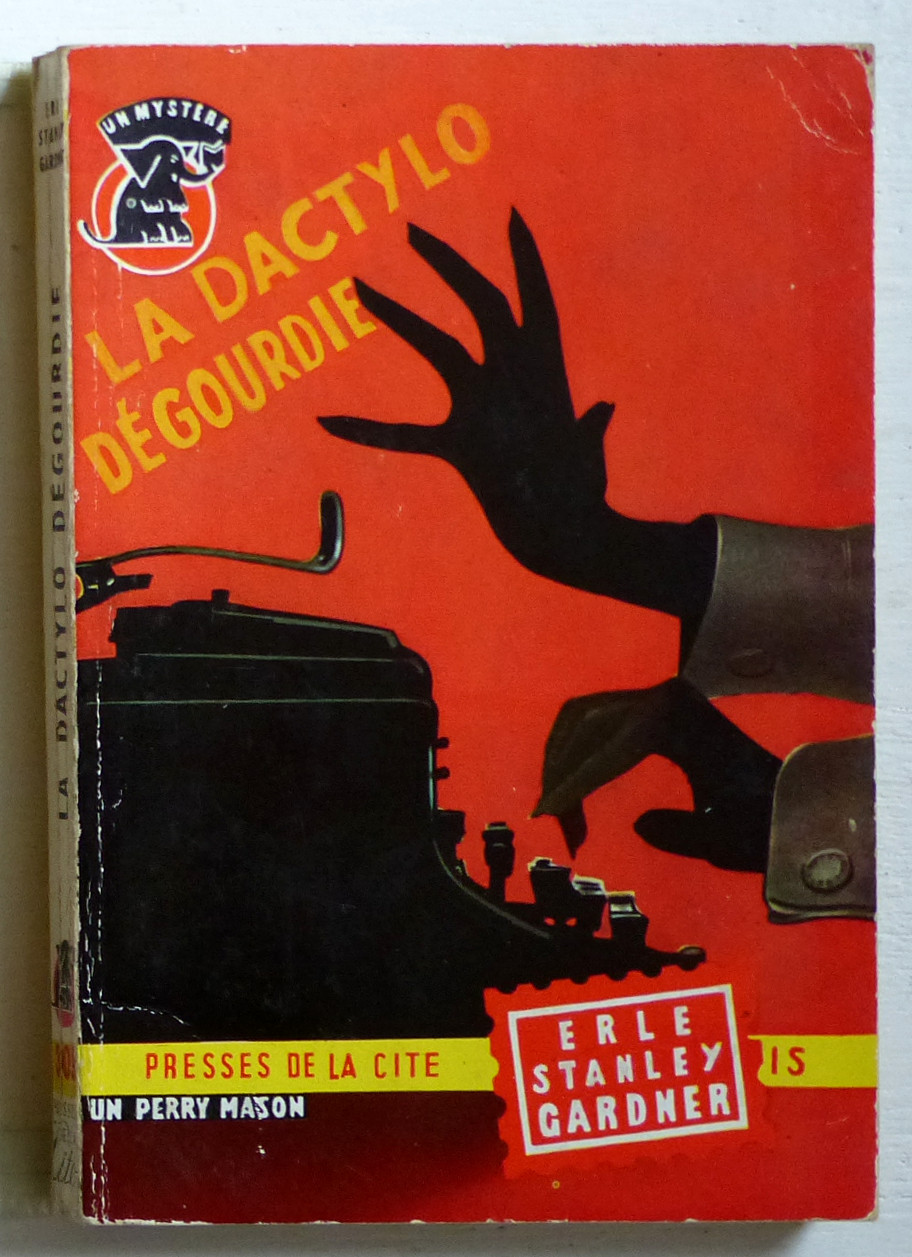 UN MYSTÈRE
LA DACTYLO
DÉGOURDIE
ERLE
STANLEY
GARDNER
PRESSES DE LA CITE
IS
UN PERRY MASON
LA DACTYLO DÉGOURDIE